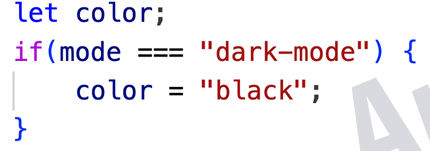 let color;
if(mode === "dark-mode") {
    color = "black";
}